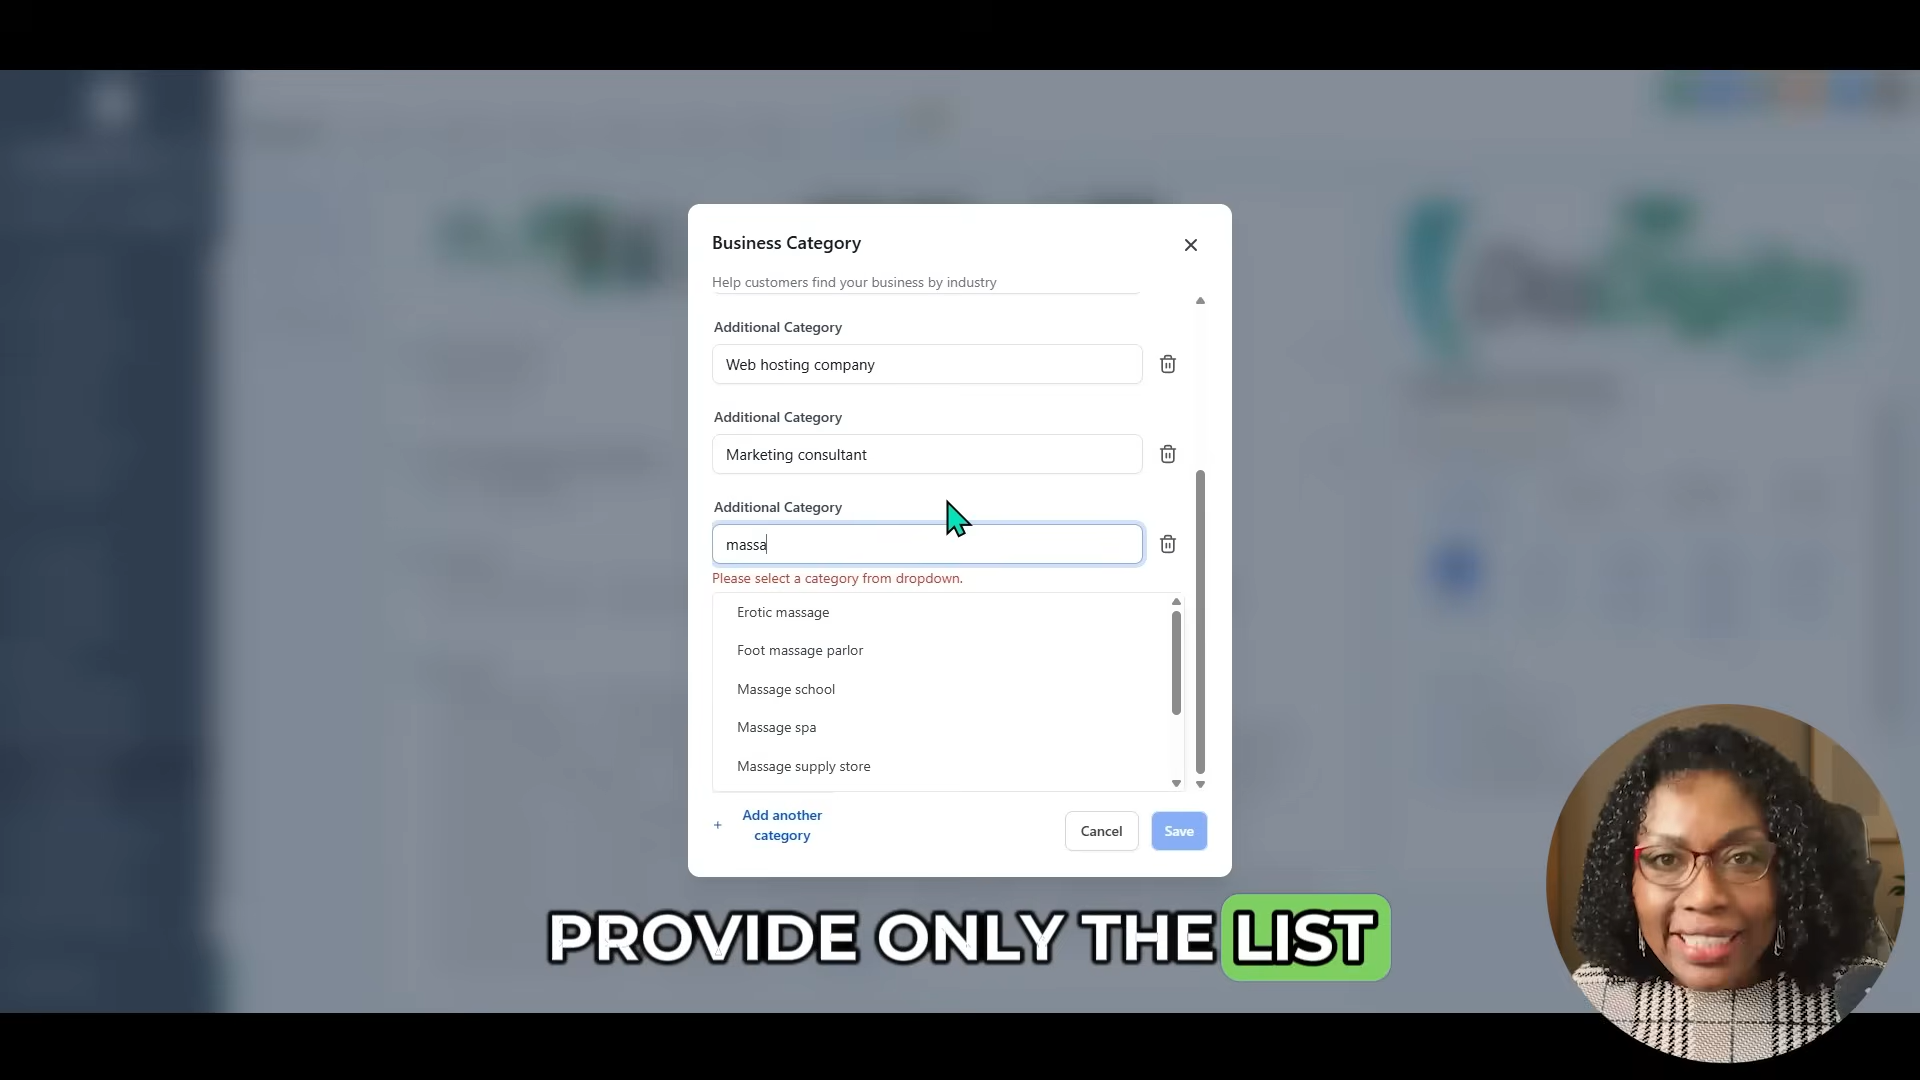 Business Category
Help customers find your business by industry
Additional Category
Web hosting company
Additional Category
Marketing consultant
Additional Category
massa
Please select a category from dropdown.
Erotic massage
Foot massage parlor
Massage school
Massage spa
Massage supply store
+ Add another
category
Cancel
Save
PROVIDE ONLY THE LIST